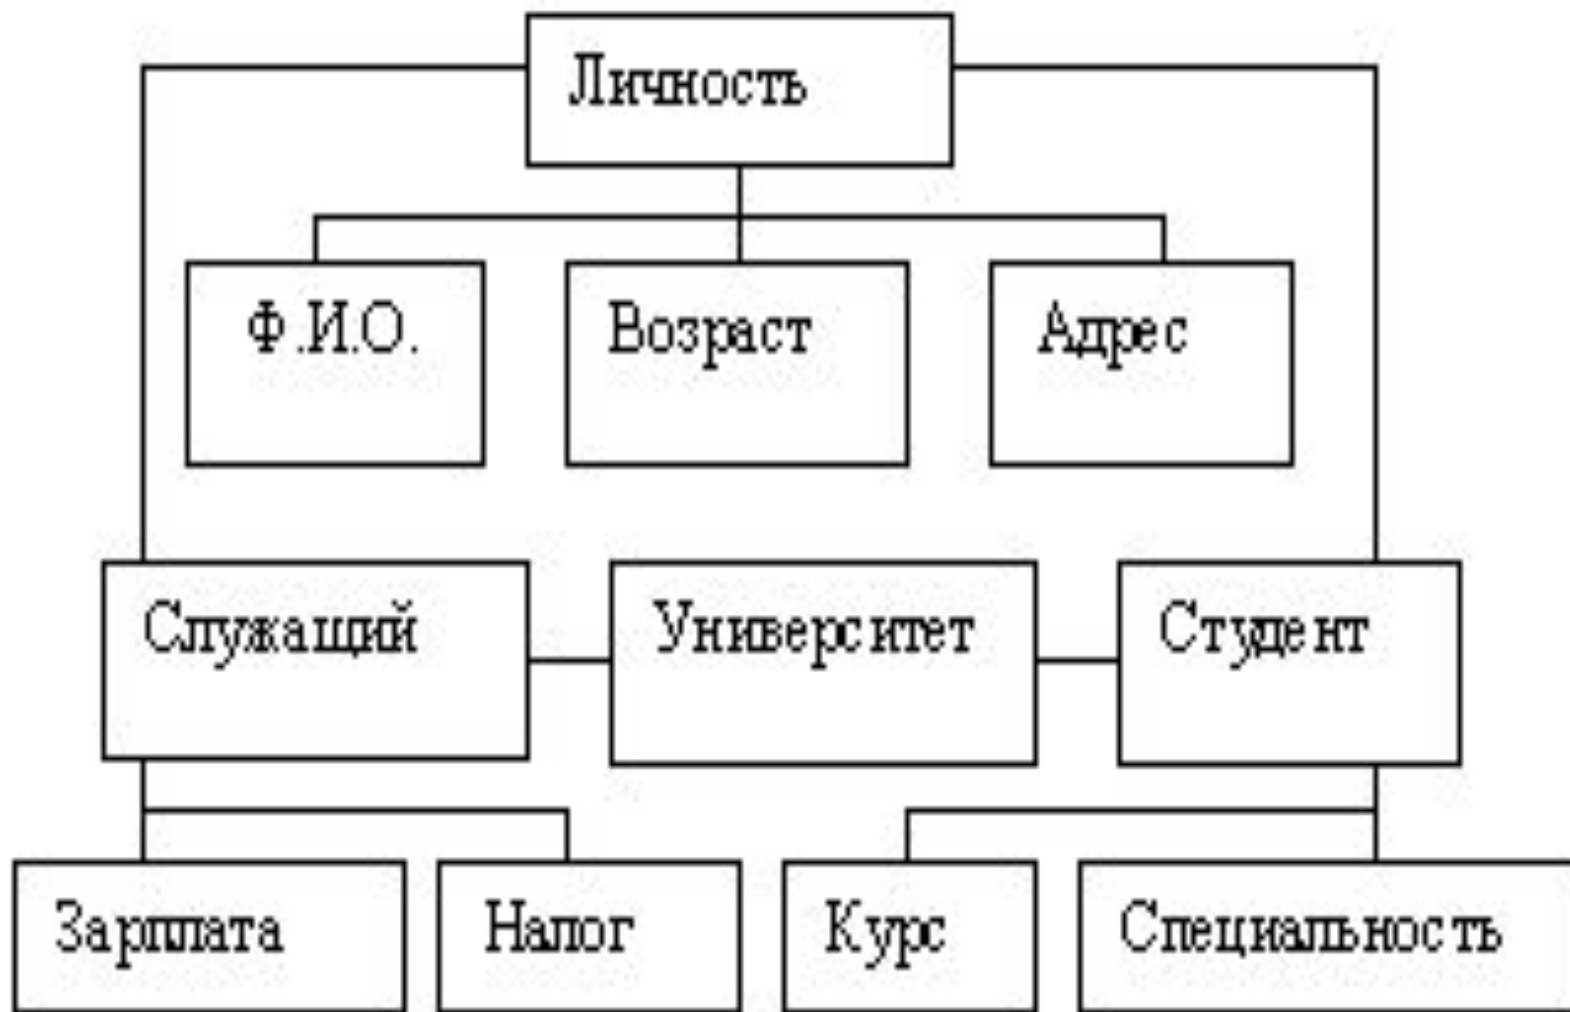 Личность
Ф.И.О.
Возраст
Адрес
Служащий
Университет
Студент
Зарплата
Налог
Курс
Специальность